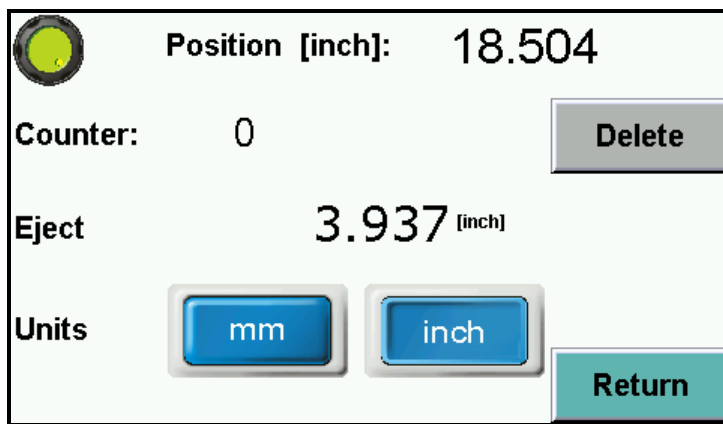 Position [inch]: 18.504
Counter: 0 Delete
Eject 3.937 [inch]
Units mm inch
Return